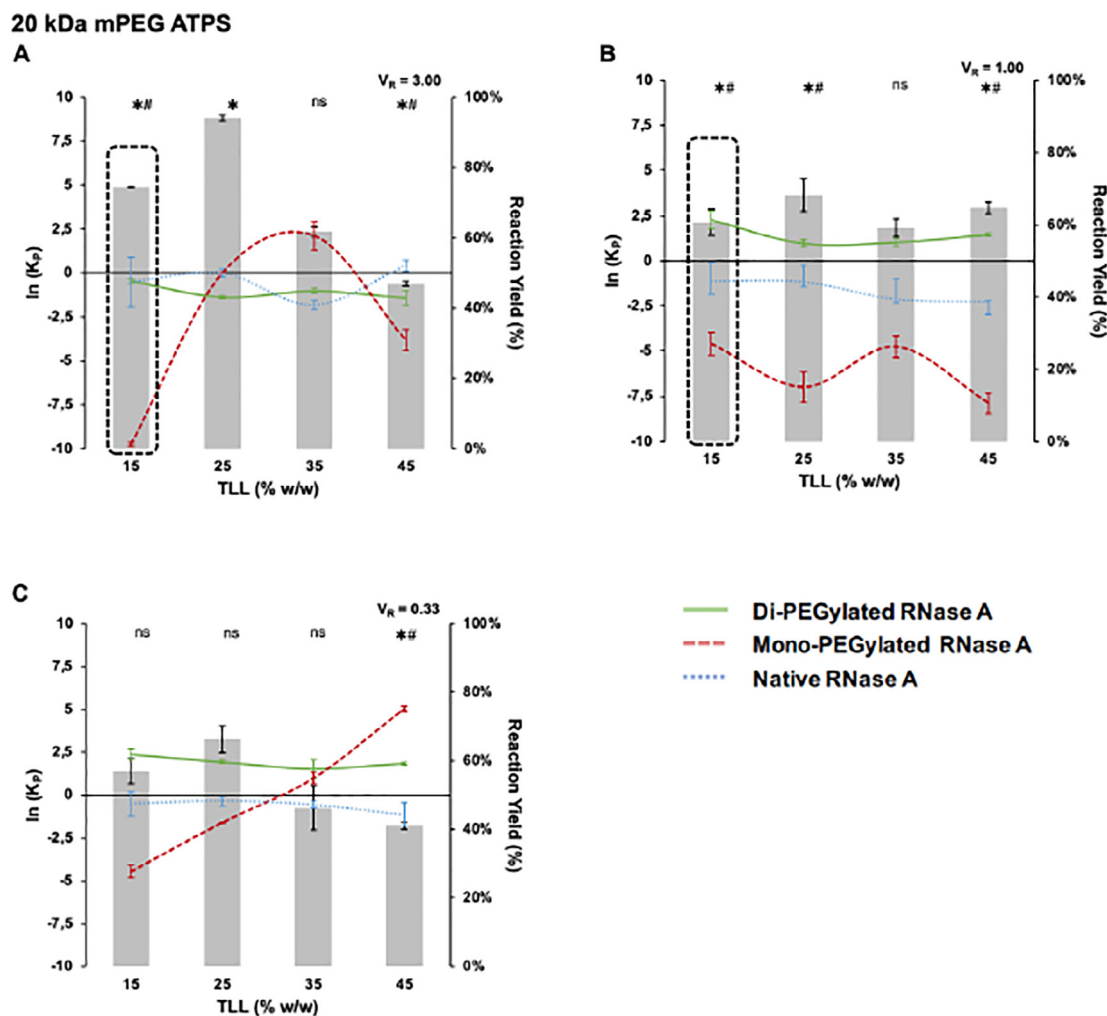 20 kDa mPEG ATPS
A
V_R = 3.00
10
7,5
5
2.5
0
-2.5
-5
-7,5
-10
ln (K_P)
*# * ns *#
100%
80%
60%
40%
20%
0%
Reaction Yield (%)
15 25 35 45
TLL (% w/w)
B
V_R = 1.00
10
7,5
5
2.5
0
-2.5
-5
-7,5
-10
ln (K_P)
*# *# ns *#
100%
80%
60%
40%
20%
0%
Reaction Yield (%)
15 25 35 45
TLL (% w/w)
C
V_R = 0.33
10
7,5
5
2.5
0
-2.5
-5
-7,5
-10
ln (K_P)
ns ns ns *#
100%
80%
60%
40%
20%
0%
Reaction Yield (%)
15 25 35 45
TLL (% w/w)
Di-PEGylated RNase A
Mono-PEGylated RNase A
Native RNase A